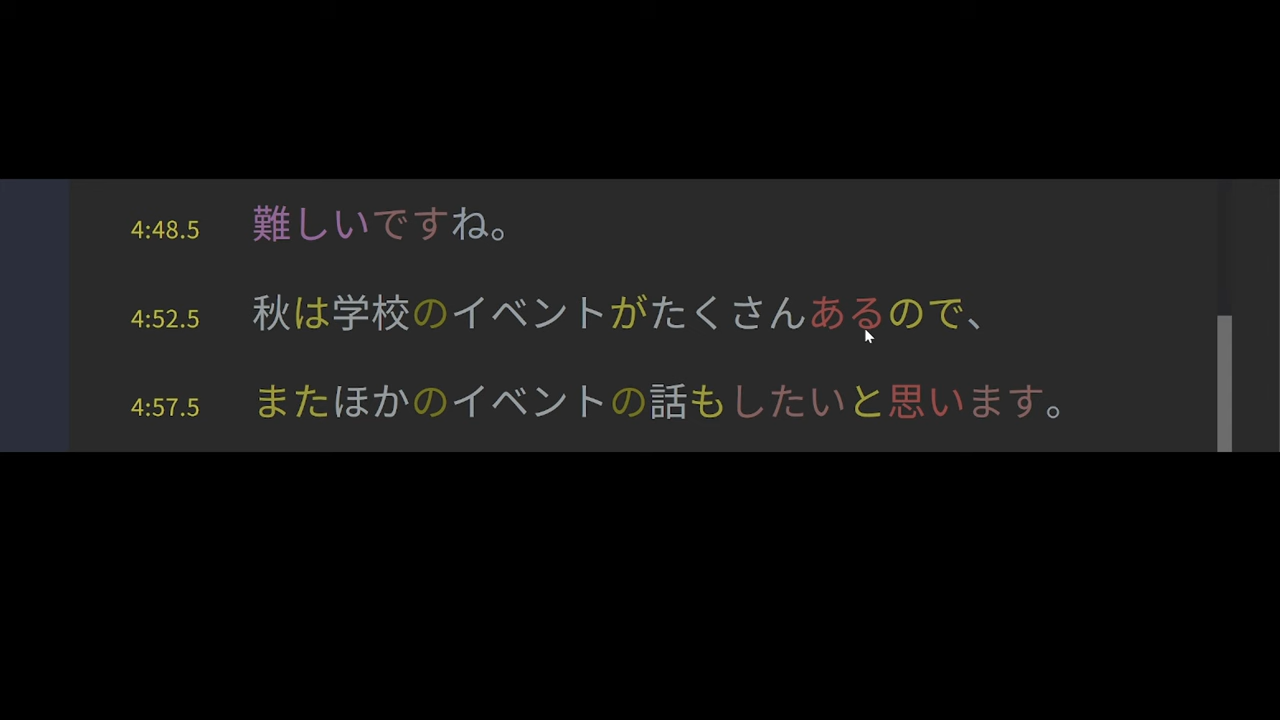 4:48.5 難しいですね。
4:52.5 秋は学校のイベントがたくさんあるので、
4:57.5 またほかのイベントの話もしたいと思います。